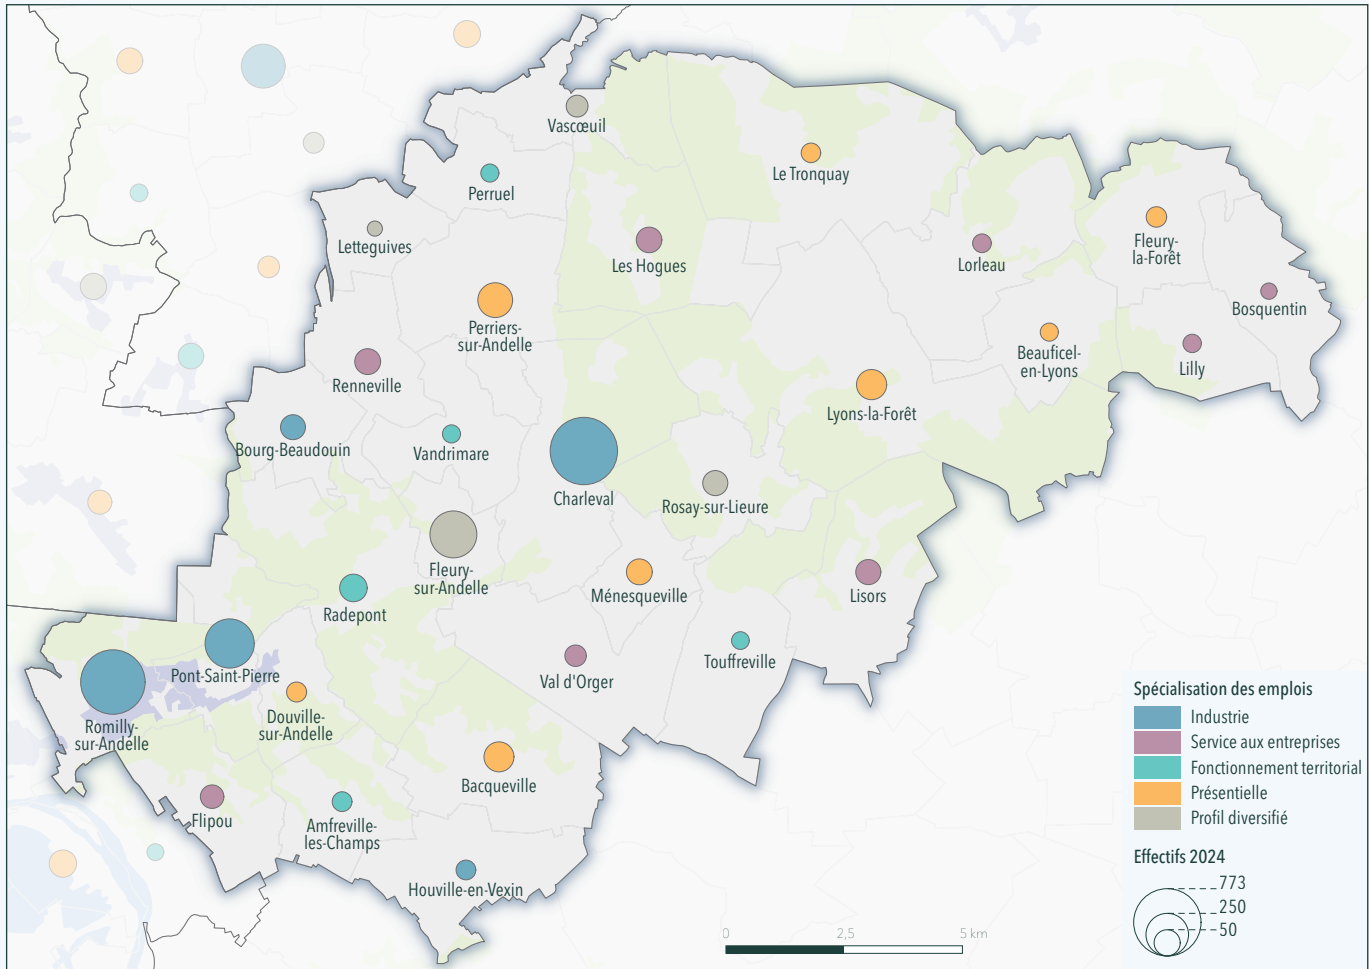 Vascœuil
Le Tronquay
Perruel
Letteguives
Les Hogues
Fleury-
la-Forêt
Lorleau
Bosquentin
Perriers-
sur-Andelle
Beauficel-
en-Lyons
Lilly
Renneville
Lyons-la-Forêt
Bourg-Beaudouin
Vandrimare
Charleval
Rosay-sur-Lieure
Fleury-
sur-Andelle
Ménesqueville
Lisors
Radepont
Touffreville
Pont-Saint-Pierre
Val d'Orger
Romilly-
sur-Andelle
Douville-
sur-Andelle
Bacqueville
Flipou
Amfreville-
les-Champs
Houville-en-Vexin
Spécialisation des emplois
Industrie
Service aux entreprises
Fonctionnement territorial
Présentielle
Profil diversifié
Effectifs 2024
773
250
50
0 2,5 5 km